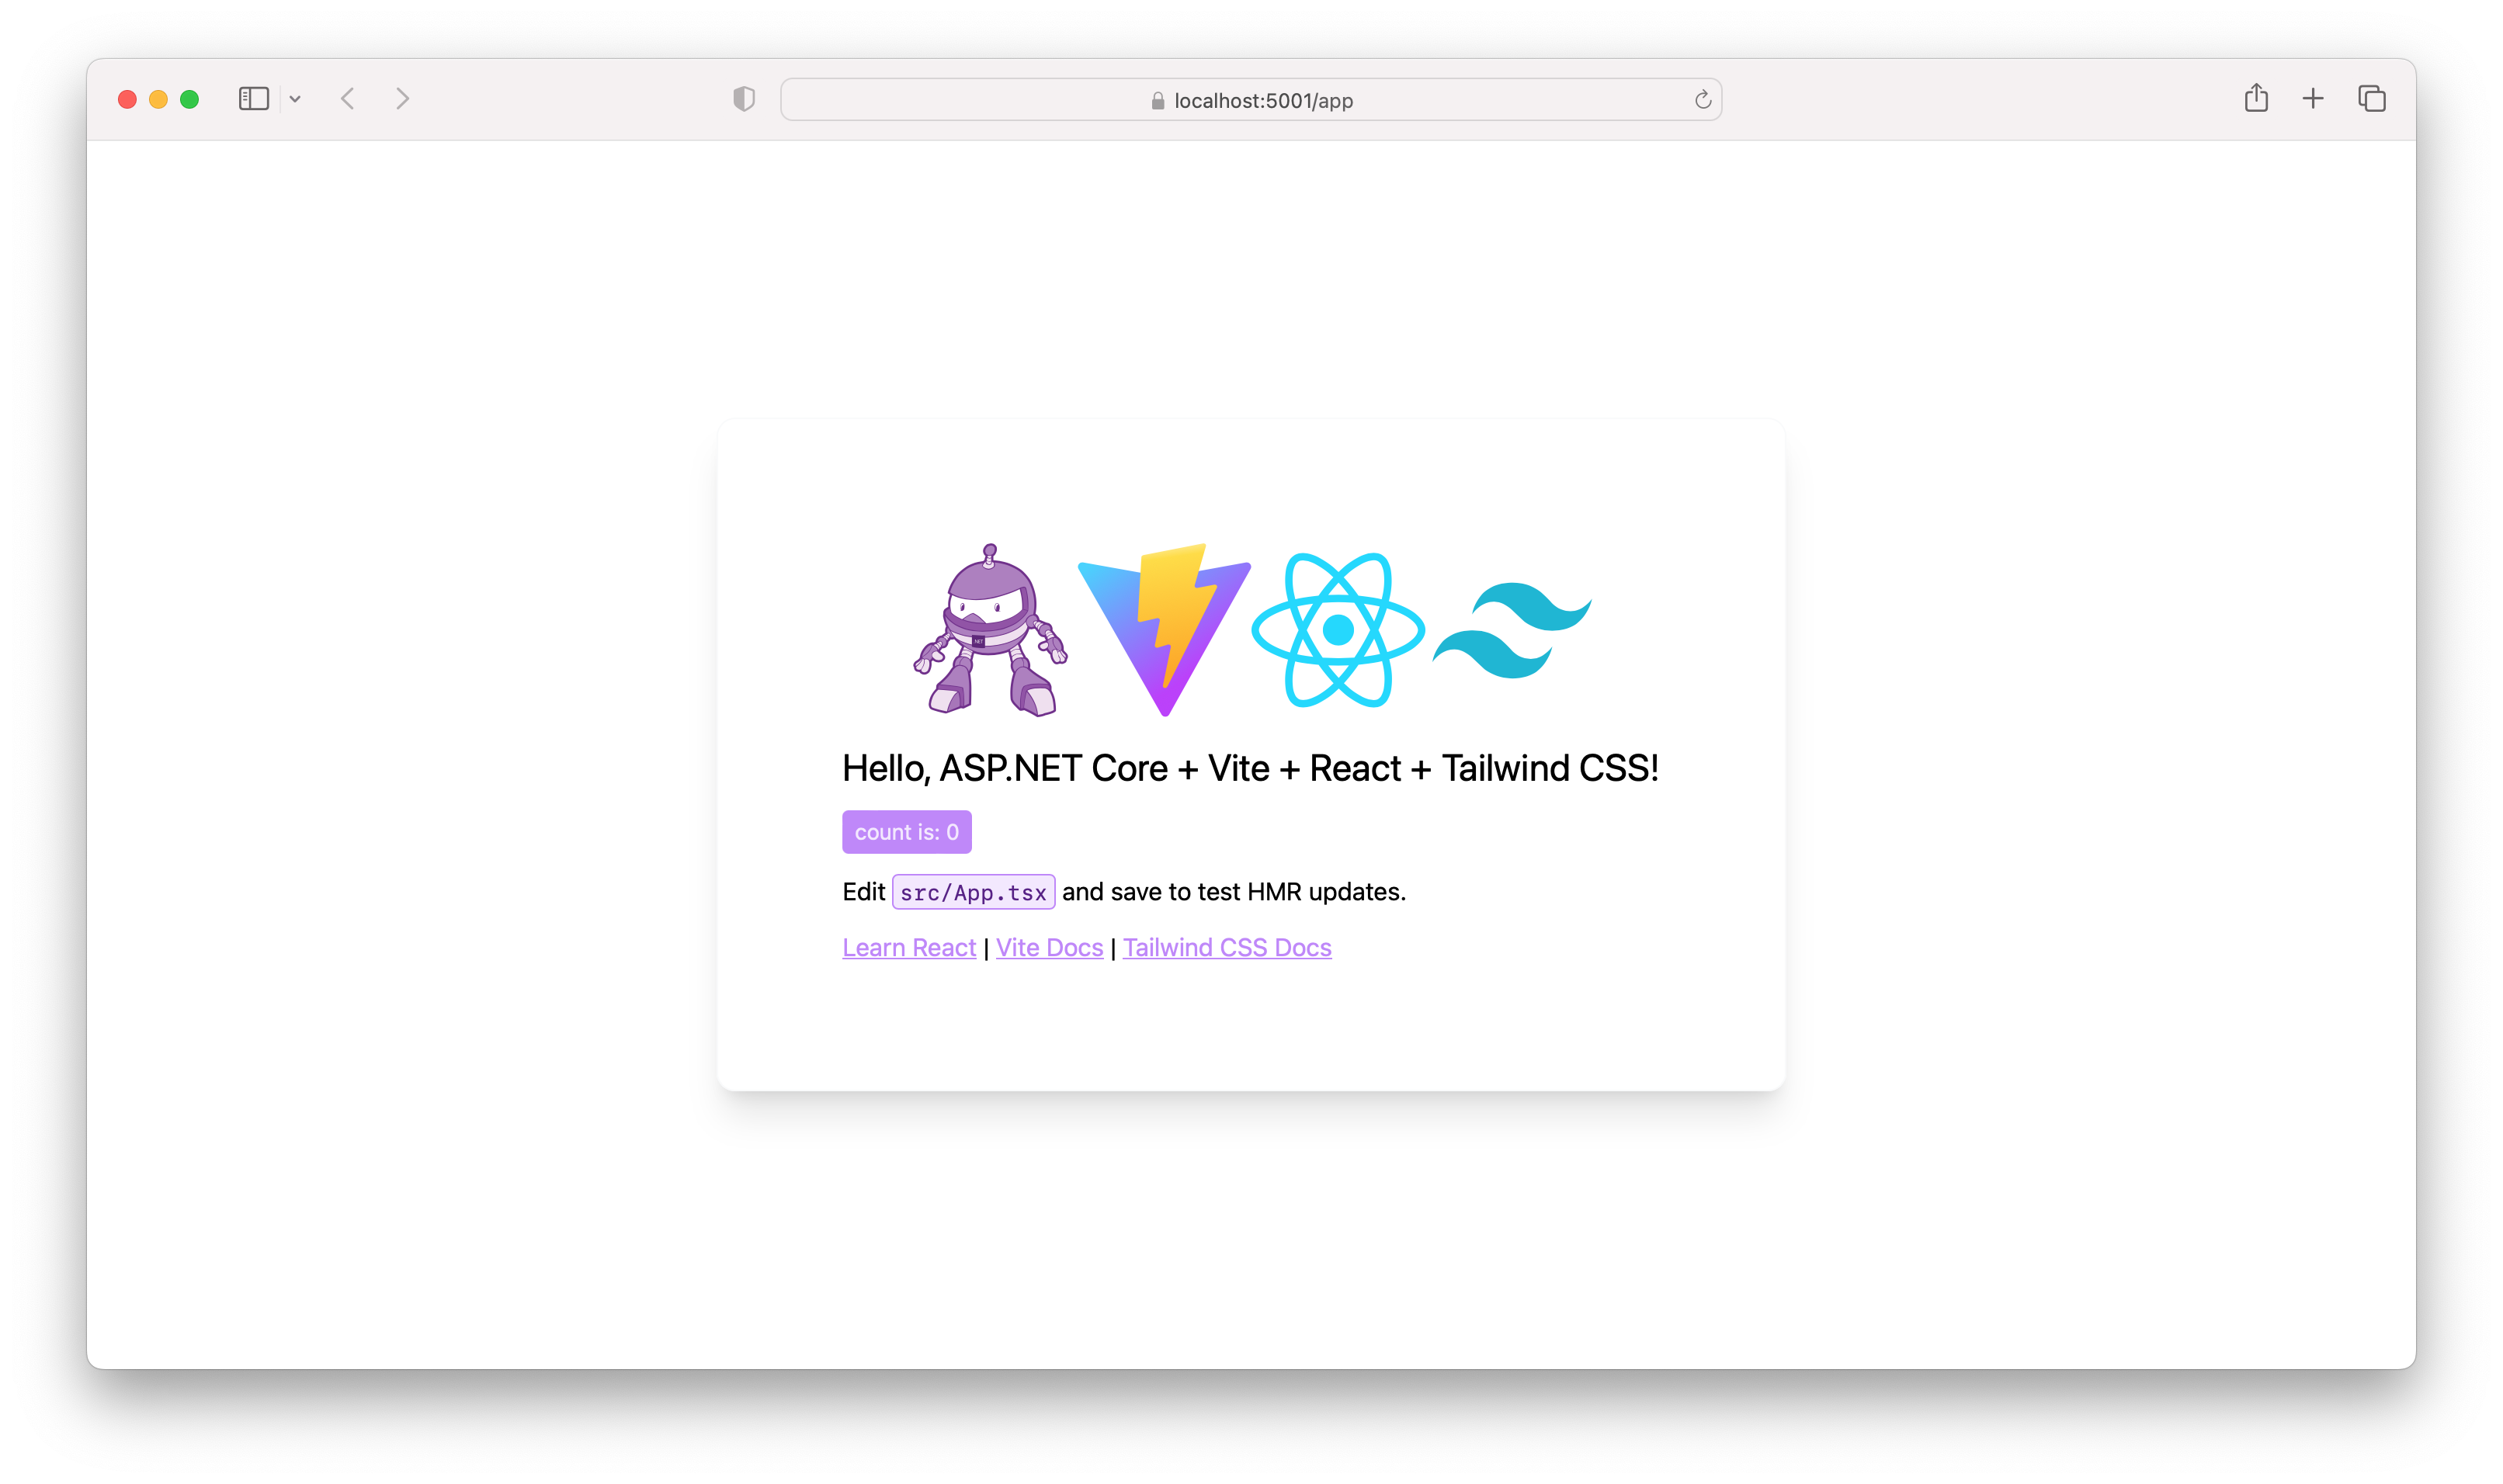 localhost:5001/app
.NET
Hello, ASP.NET Core + Vite + React + Tailwind CSS!
count is: 0
Edit src/App.tsx and save to test HMR updates.
Learn React | Vite Docs | Tailwind CSS Docs